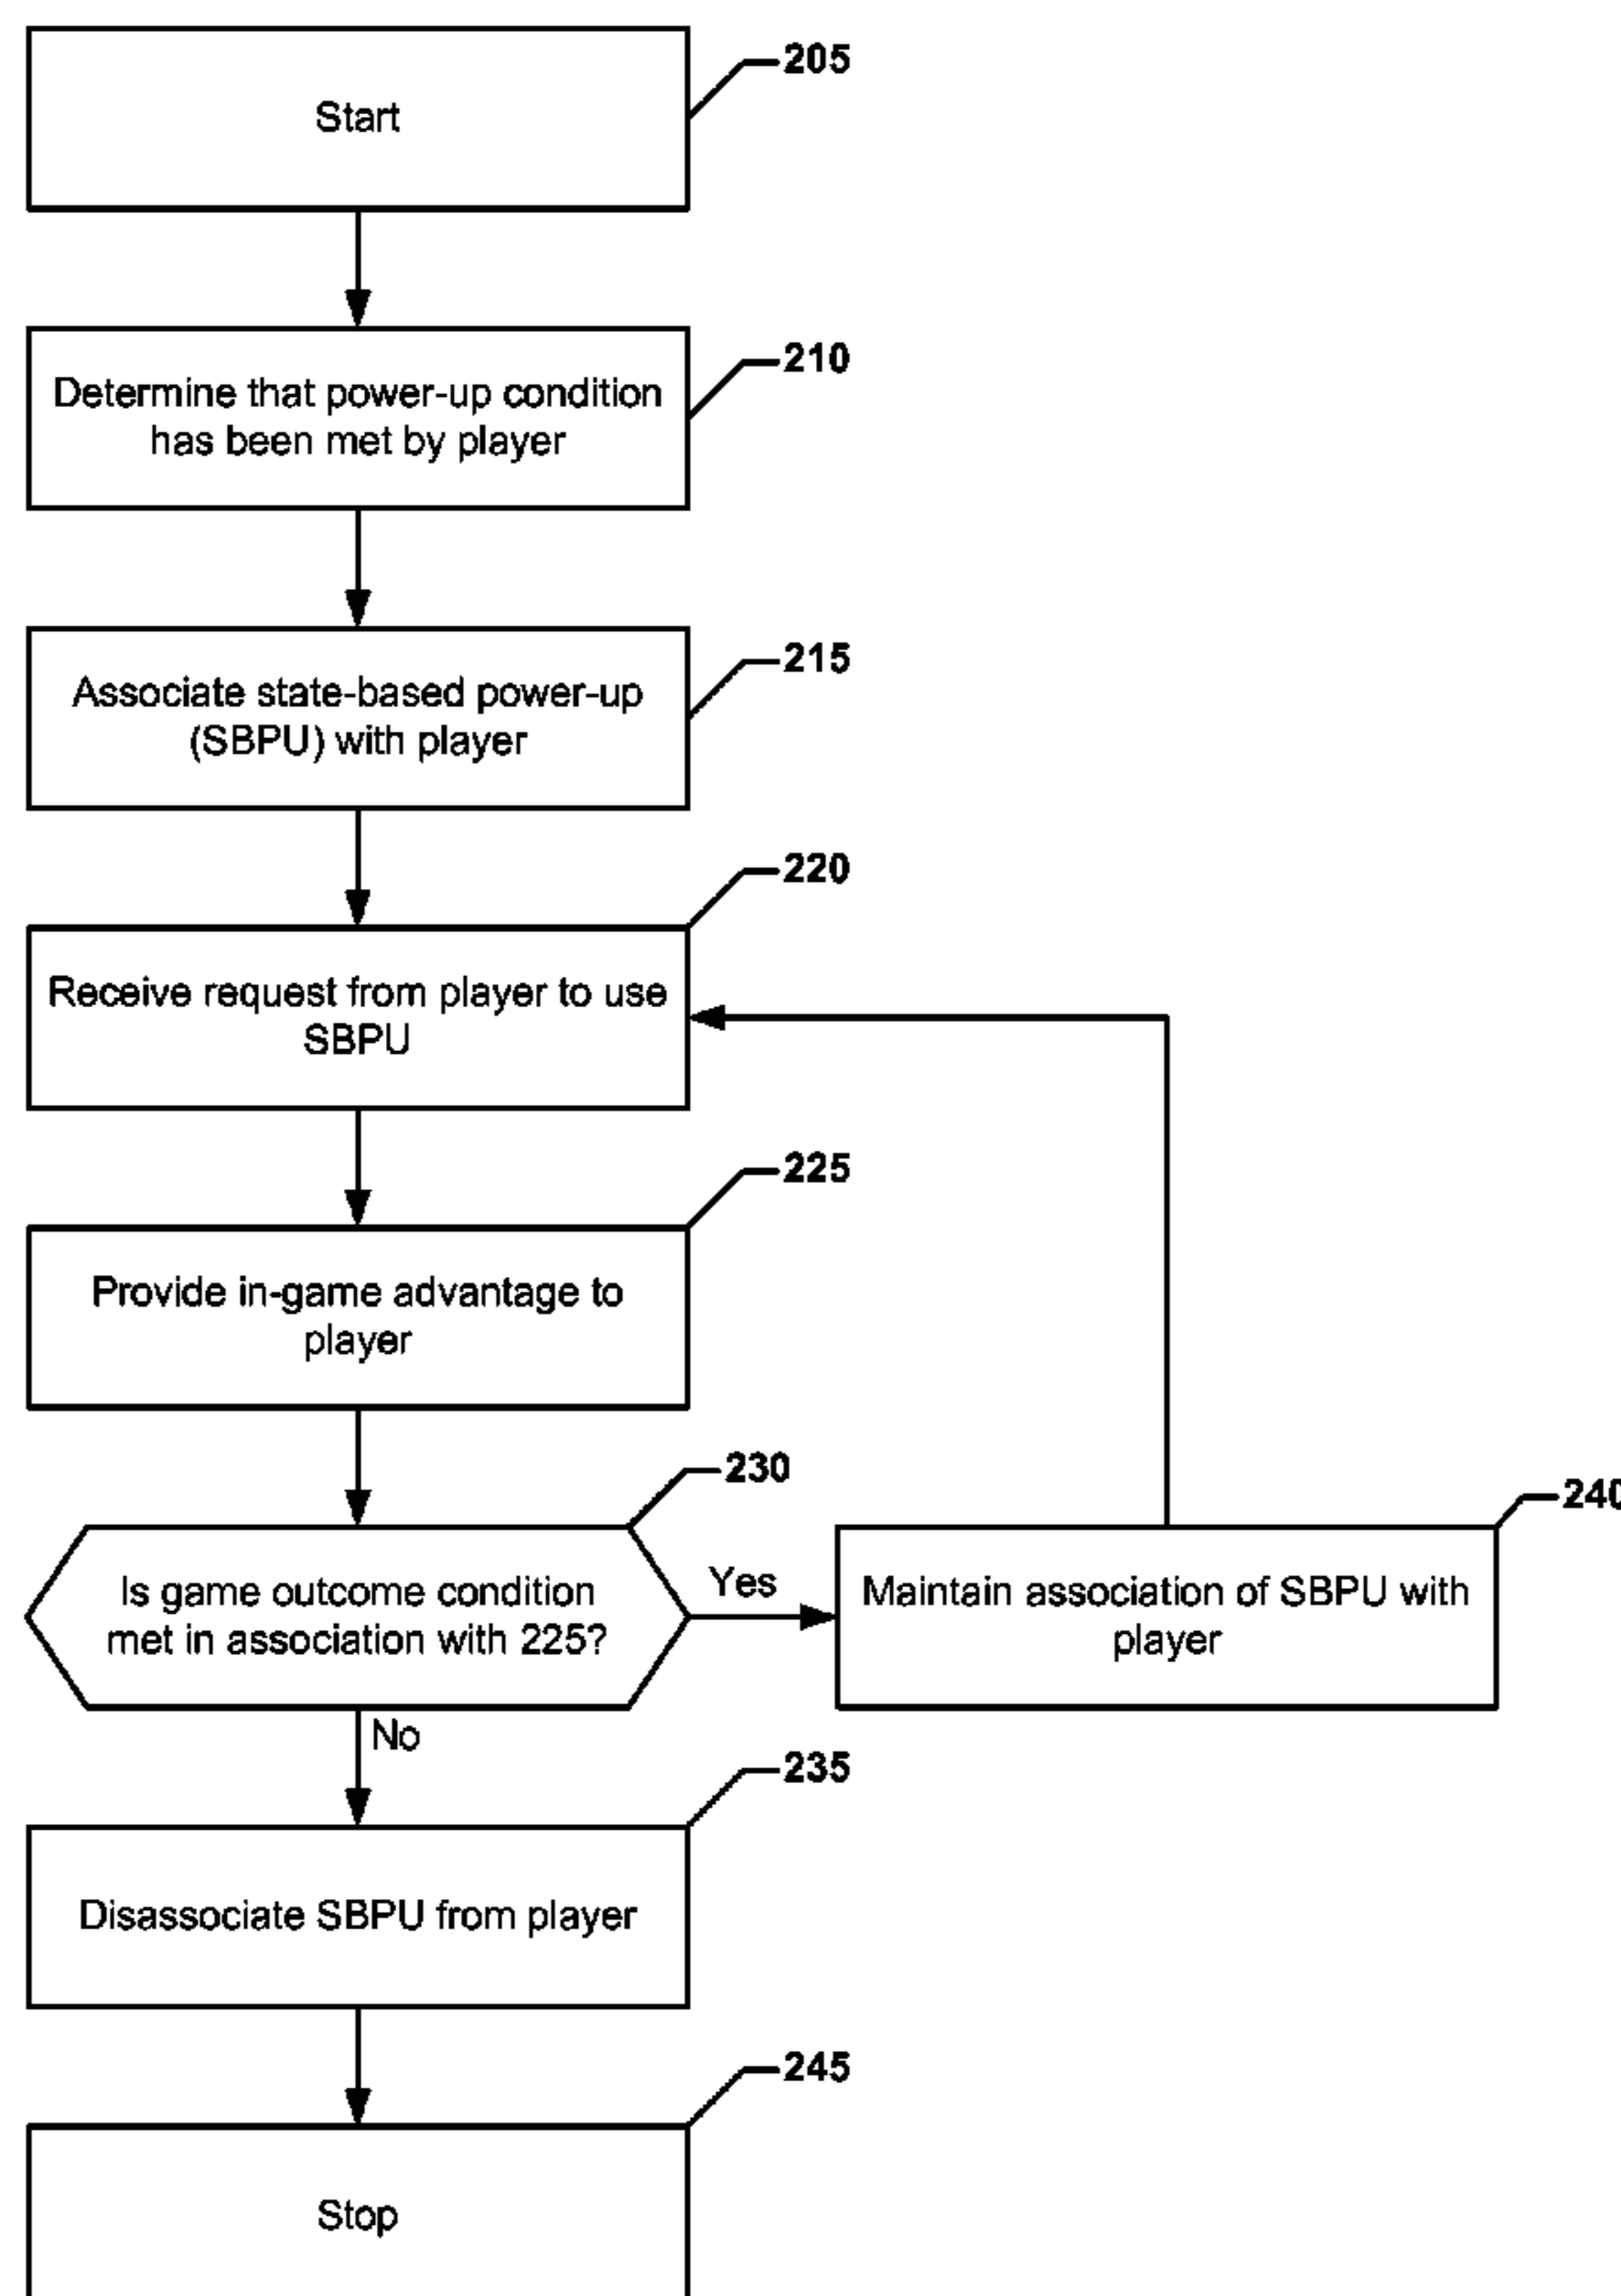 205
Start
210
Determine that power-up condition
has been met by player
215
Associate state-based power-up
(SBPU) with player
220
Receive request from player to use
SBPU
225
Provide in-game advantage to
player
230
Is game outcome condition
met in association with 225?
Yes
240
Maintain association of SBPU with
player
No
235
Disassociate SBPU from player
245
Stop